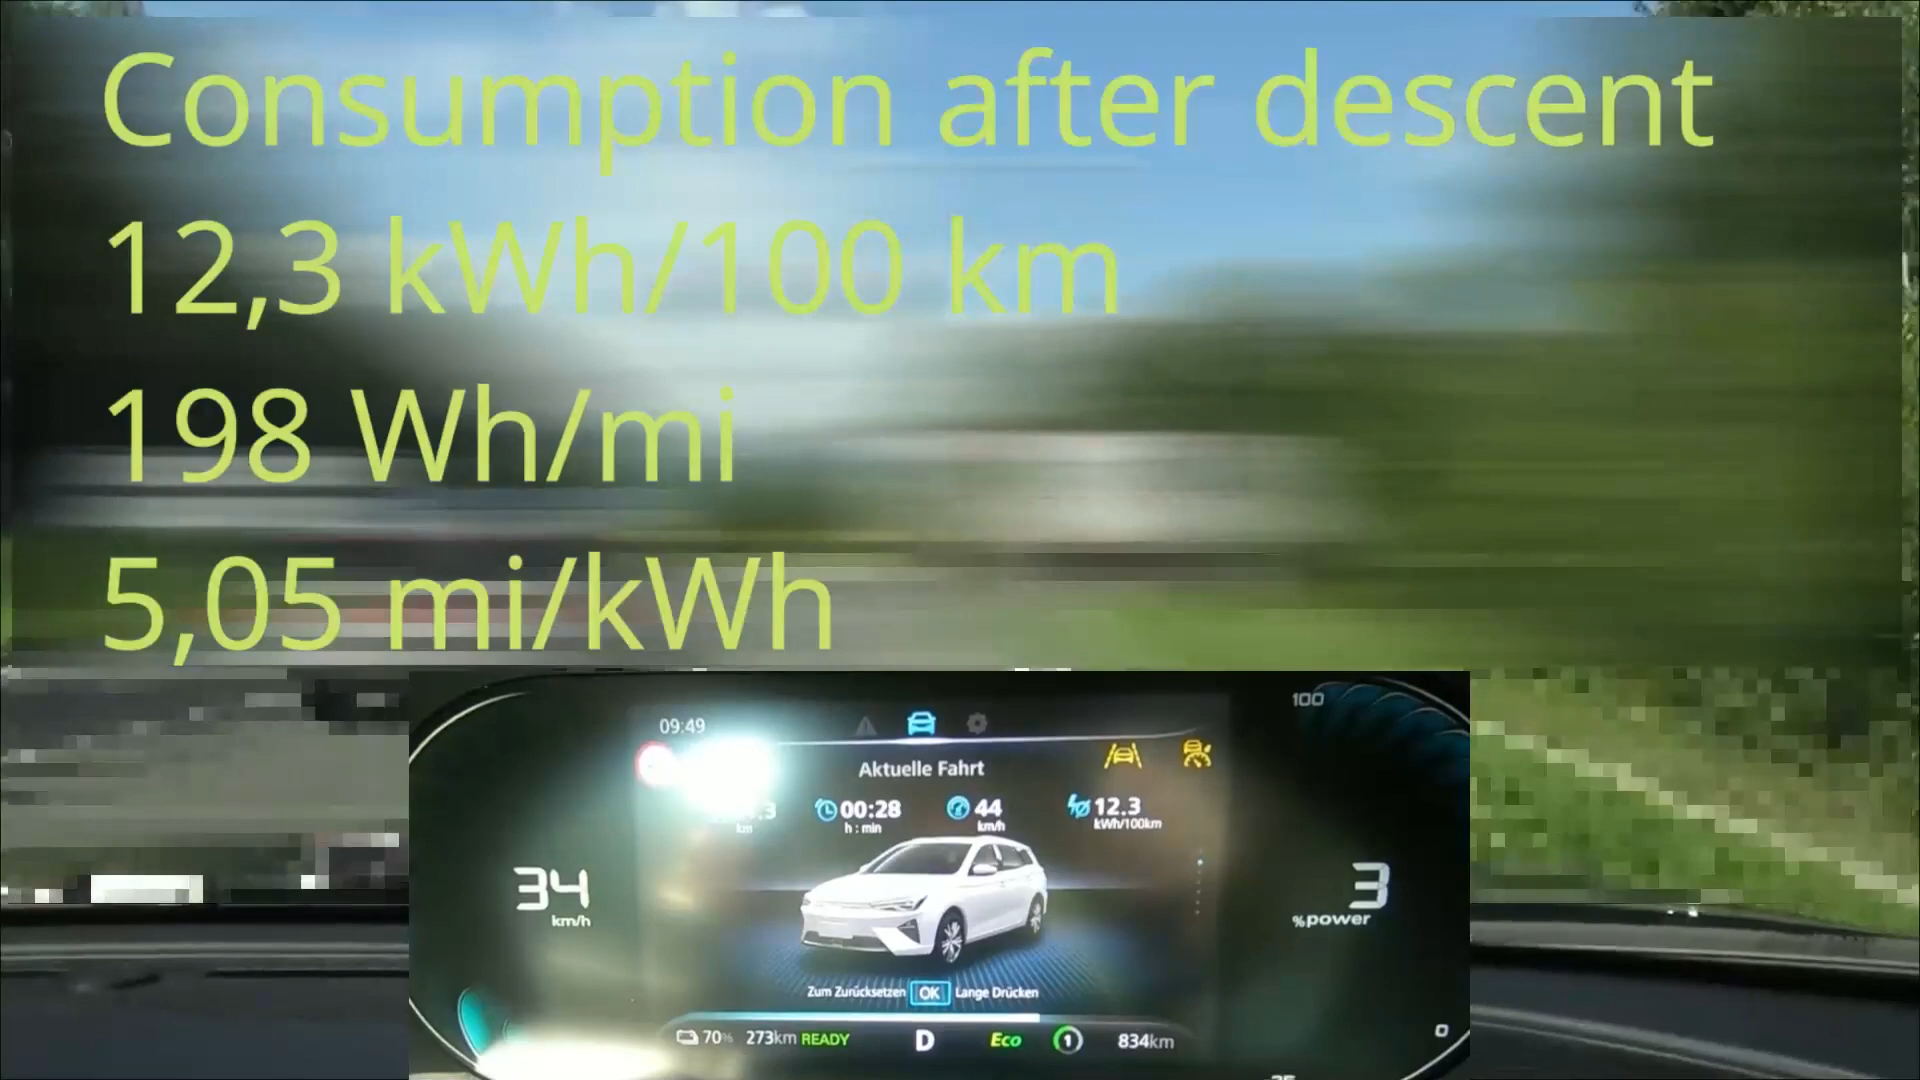 Consumption after descent
12,3 kWh/100 km
198 Wh/mi
5,05 mi/kWh
09:49
100
Aktuelle Fahrt
.3 00:28 44 12.3
km h : min km/h kWh/100km
34
km/h
3
%power
Zum Zurücksetzen OK Lange Drücken
70% 273km READY D Eco 1 834km
0